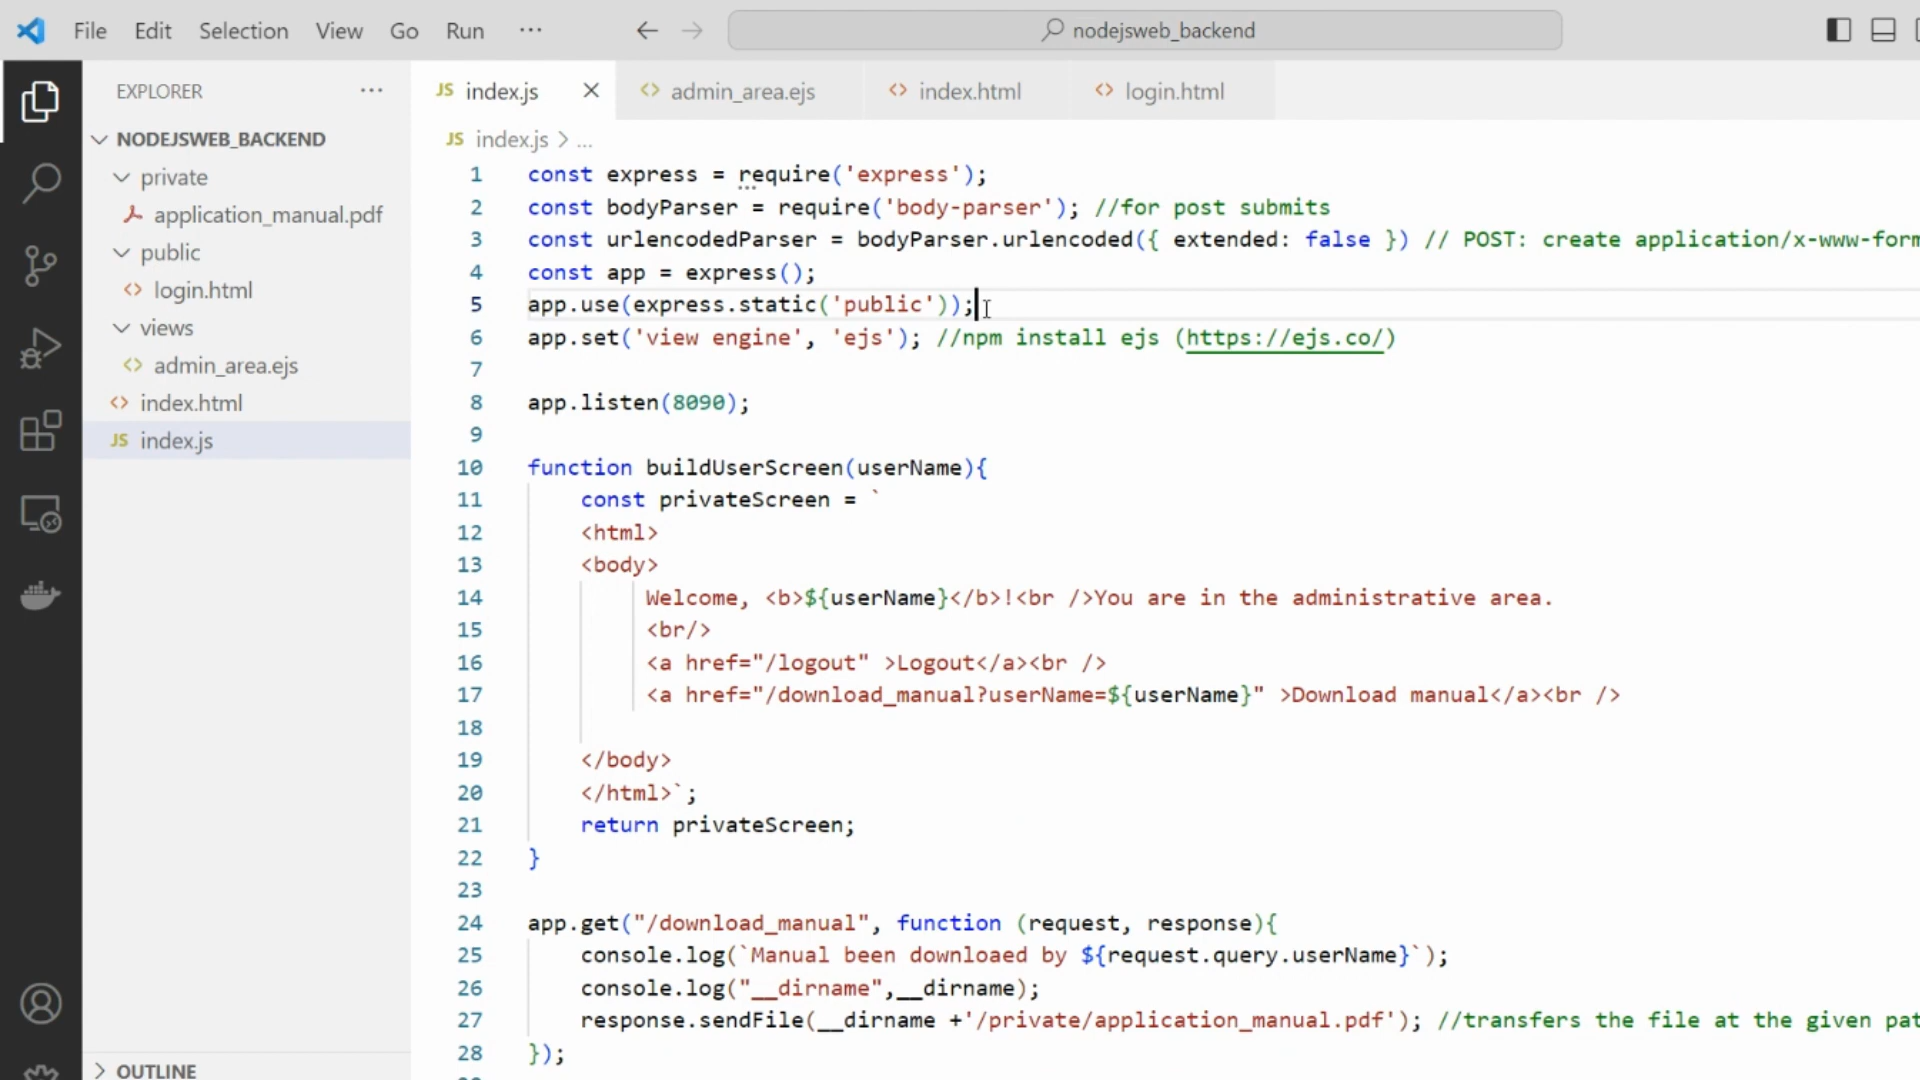 File Edit Selection View Go Run ··· nodejsweb_backend
EXPLORER ···
NODEJSWEB_BACKEND
private
application_manual.pdf
public
login.html
views
admin_area.ejs
index.html
JS index.js
OUTLINE
JS index.js admin_area.ejs index.html login.html
JS index.js > ...
1 const express = require('express');
2 const bodyParser = require('body-parser'); //for post submits
3 const urlencodedParser = bodyParser.urlencoded({ extended: false }) // POST: create application/x-www-form
4 const app = express();
5 app.use(express.static('public'));
6 app.set('view engine', 'ejs'); //npm install ejs (https://ejs.co/)
7
8 app.listen(8090);
9
10 function buildUserScreen(userName){
11 const privateScreen = `
12 <html>
13 <body>
14 Welcome, <b>${userName}</b>!<br />You are in the administrative area.
15 <br/>
16 <a href="/logout" >Logout</a><br />
17 <a href="/download_manual?userName=${userName}" >Download manual</a><br />
18
19 </body>
20 </html>`;
21 return privateScreen;
22 }
23
24 app.get("/download_manual", function (request, response){
25 console.log(`Manual been downloaed by ${request.query.userName}`);
26 console.log("__dirname",__dirname);
27 response.sendFile(__dirname +'/private/application_manual.pdf'); //transfers the file at the given pat
28 });